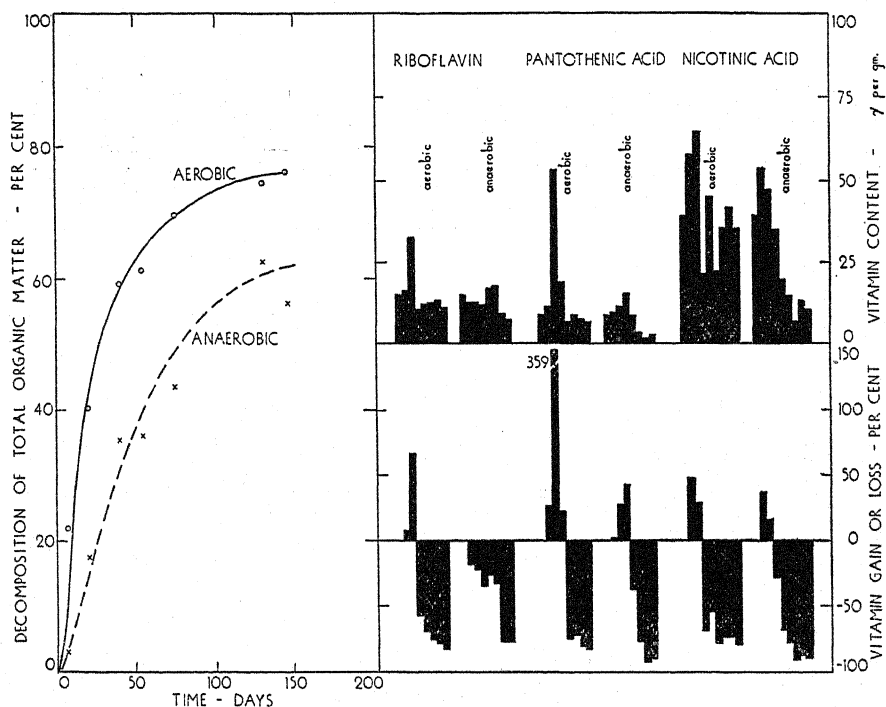 DECOMPOSITION OF TOTAL ORGANIC MATTER - PER CENT
100
80
60
40
20
0
AEROBIC
ANAEROBIC
0 50 100 150 200
TIME - DAYS
RIBOFLAVIN PANTOTHENIC ACID NICOTINIC ACID
aerobic
anaerobic
aerobic
anaerobic
aerobic
anaerobic
359
100
75
50
25
0
VITAMIN CONTENT. - γ per gm.
150
100
50
0
-50
-100
VITAMIN GAIN OR LOSS - PER CENT